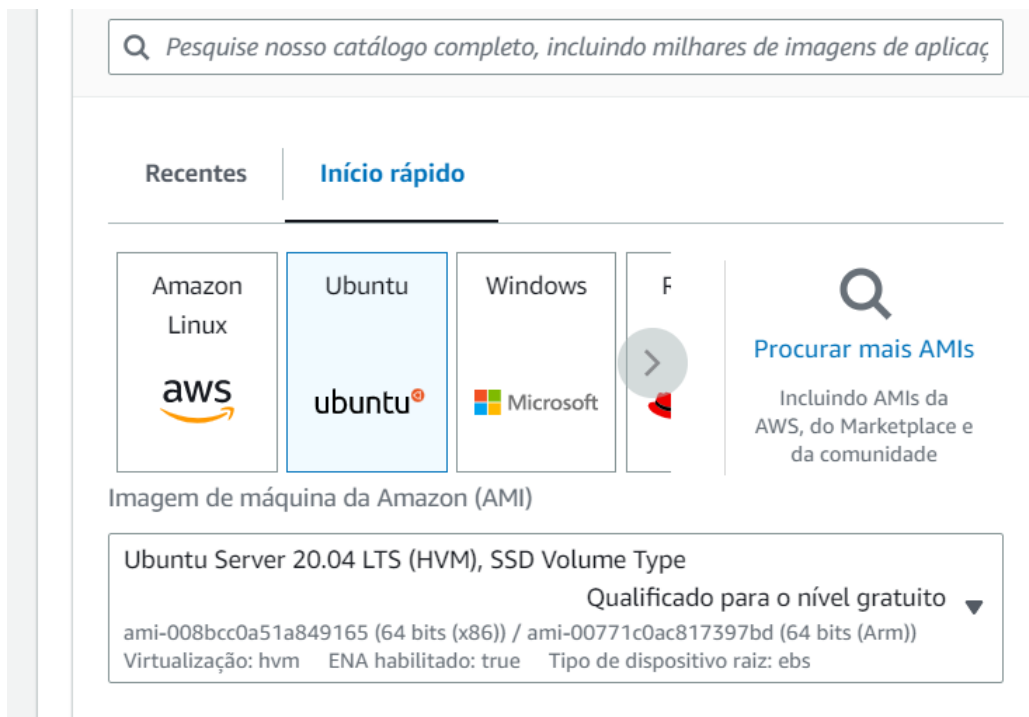 Pesquise nosso catálogo completo, incluindo milhares de imagens de aplicaç
Recentes
Início rápido
Amazon
Linux
aws
Ubuntu
ubuntu
Windows
Microsoft
Procurar mais AMIs
Incluindo AMIs da
AWS, do Marketplace e
da comunidade
Imagem de máquina da Amazon (AMI)
Ubuntu Server 20.04 LTS (HVM), SSD Volume Type
Qualificado para o nível gratuito
ami-008bcc0a51a849165 (64 bits (x86)) / ami-00771c0ac817397bd (64 bits (Arm))
Virtualização: hvm ENA habilitado: true Tipo de dispositivo raiz: ebs